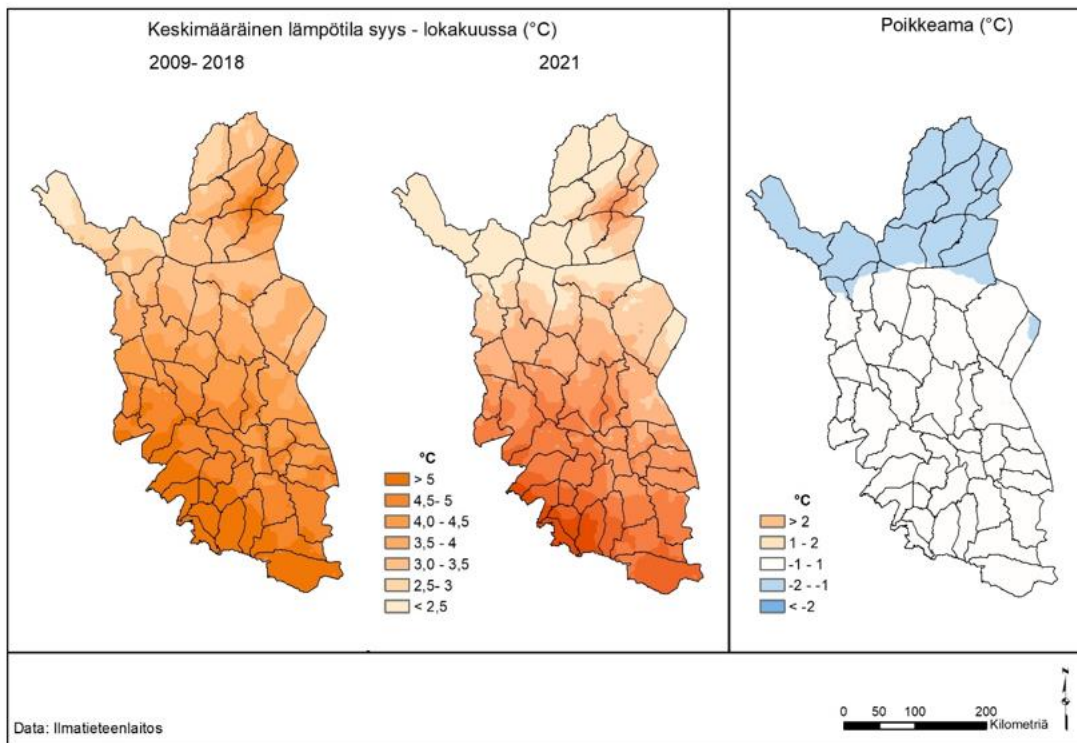 Keskimääräinen lämpötila syys - lokakuussa (°C)
2009- 2018
2021
°C
> 5
4,5- 5
4,0 - 4,5
3,5 - 4
3,0 - 3,5
2,5- 3
< 2,5
Poikkeama (°C)
°C
> 2
1 - 2
-1 - 1
-2 - -1
< -2
Data: Ilmatieteenlaitos
0 50 100 200
Kilometriä